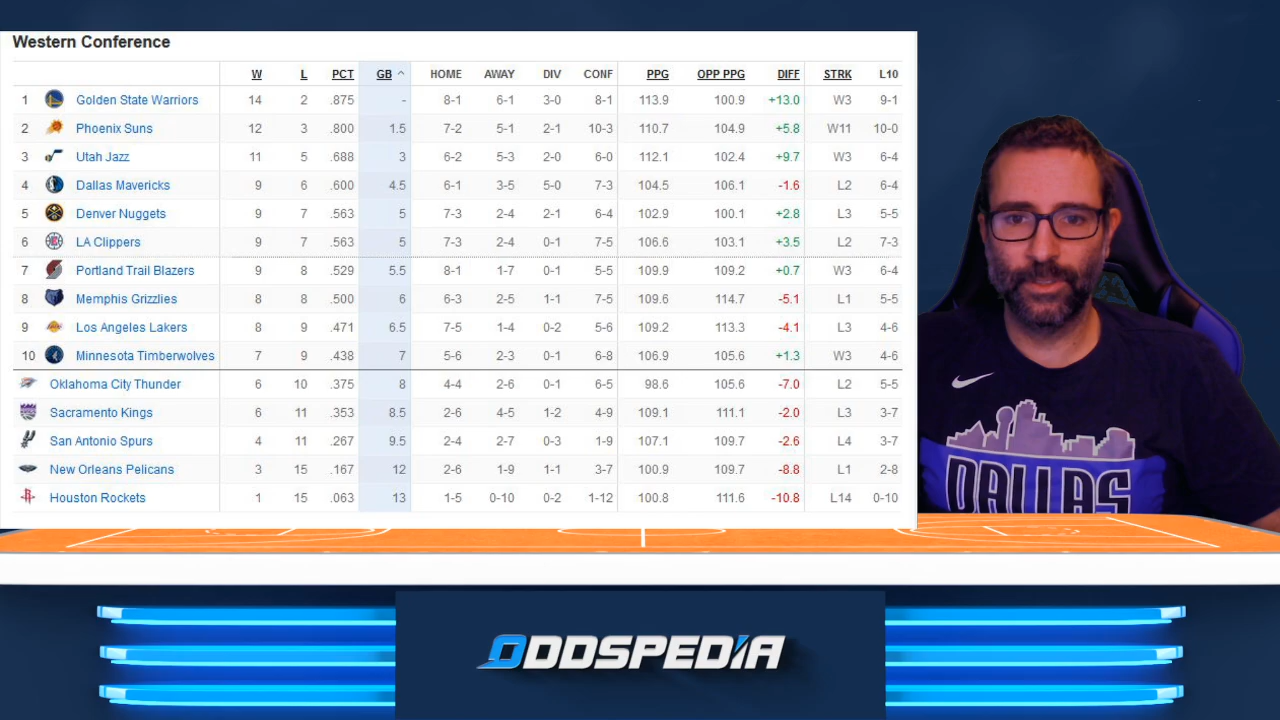 Western Conference
W L PCT GB ^ HOME AWAY DIV CONF PPG OPP PPG DIFF STRK L10
1 Golden State Warriors 14 2 .875 - 8-1 6-1 3-0 8-1 113.9 100.9 +13.0 W3 9-1
2 Phoenix Suns 12 3 .800 1.5 7-2 5-1 2-1 10-3 110.7 104.9 +5.8 W11 10-0
3 Utah Jazz 11 5 .688 3 6-2 5-3 2-0 6-0 112.1 102.4 +9.7 W3 6-4
4 Dallas Mavericks 9 6 .600 4.5 6-1 3-5 5-0 7-3 104.5 106.1 -1.6 L2 6-4
5 Denver Nuggets 9 7 .563 5 7-3 2-4 2-1 6-4 102.9 100.1 +2.8 L3 5-5
6 LA Clippers 9 7 .563 5 7-3 2-4 0-1 7-5 106.6 103.1 +3.5 L2 7-3
7 Portland Trail Blazers 9 8 .529 5.5 8-1 1-7 0-1 5-5 109.9 109.2 +0.7 W3 6-4
8 Memphis Grizzlies 8 8 .500 6 6-3 2-5 1-1 7-5 109.6 114.7 -5.1 L1 5-5
9 Los Angeles Lakers 8 9 .471 6.5 7-5 1-4 0-2 5-6 109.2 113.3 -4.1 L3 4-6
10 Minnesota Timberwolves 7 9 .438 7 5-6 2-3 0-1 6-8 106.9 105.6 +1.3 W3 4-6
Oklahoma City Thunder 6 10 .375 8 4-4 2-6 0-1 6-5 98.6 105.6 -7.0 L2 5-5
Sacramento Kings 6 11 .353 8.5 2-6 4-5 1-2 4-9 109.1 111.1 -2.0 L3 3-7
San Antonio Spurs 4 11 .267 9.5 2-4 2-7 0-3 1-9 107.1 109.7 -2.6 L4 3-7
New Orleans Pelicans 3 15 .167 12 2-6 1-9 1-1 3-7 100.9 109.7 -8.8 L1 2-8
Houston Rockets 1 15 .063 13 1-5 0-10 0-2 1-12 100.8 111.6 -10.8 L14 0-10
DALLAS
ODDSPEDIA